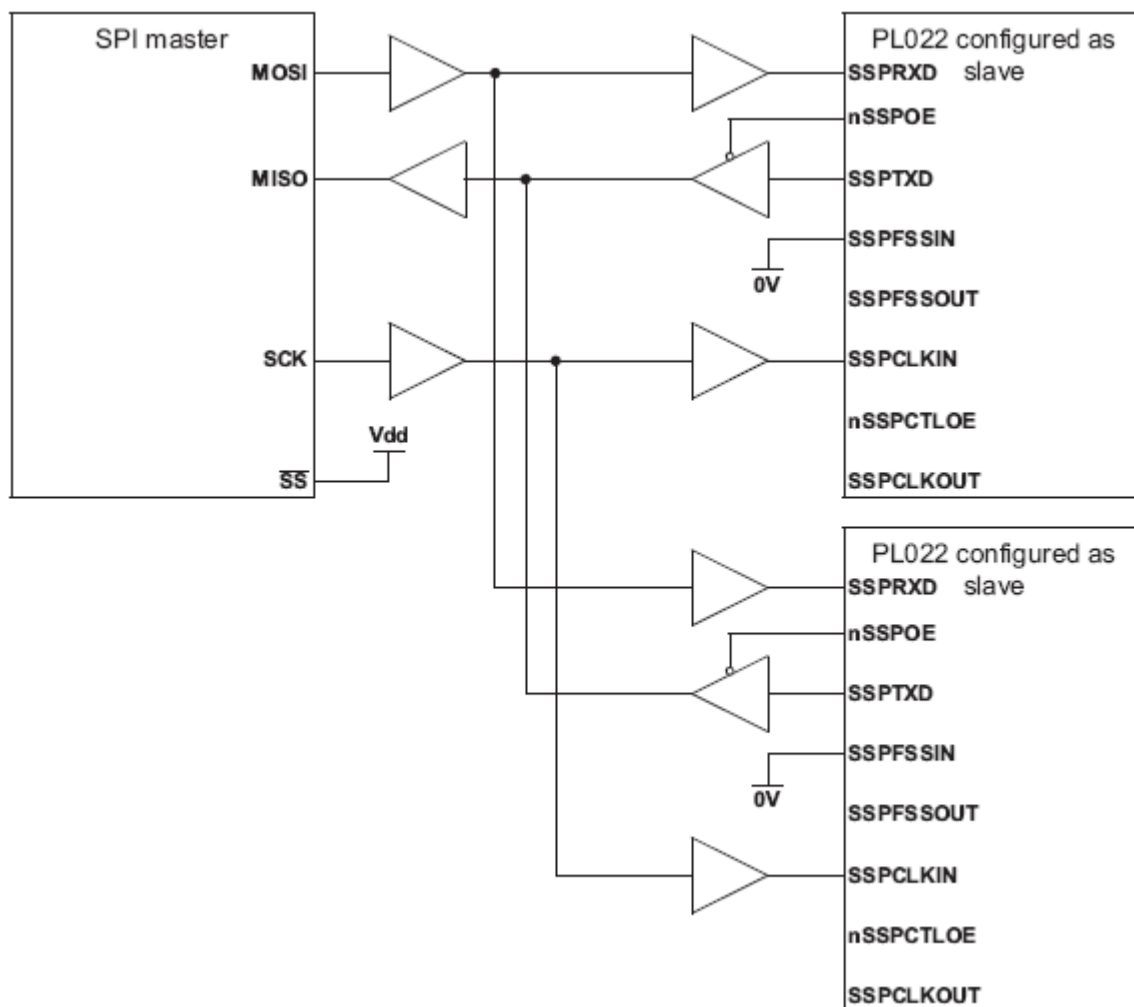 SPI master
MOSI
MISO
SCK
Vdd
SS
PL022 configured as
slave
SSPRXD
nSSPOE
SSPTXD
SSPFSSIN
0V
SSPFSSOUT
SSPCLKIN
nSSPCTLOE
SSPCLKOUT
PL022 configured as
slave
SSPRXD
nSSPOE
SSPTXD
SSPFSSIN
0V
SSPFSSOUT
SSPCLKIN
nSSPCTLOE
SSPCLKOUT